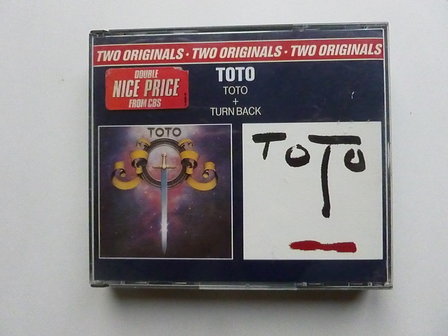 TWO ORIGINALS · TWO ORIGINALS · TWO ORIGINALS
DOUBLE
NICE PRICE
FROM CBS
TOTO
TOTO
+
TURN BACK
TOTO
TOTO